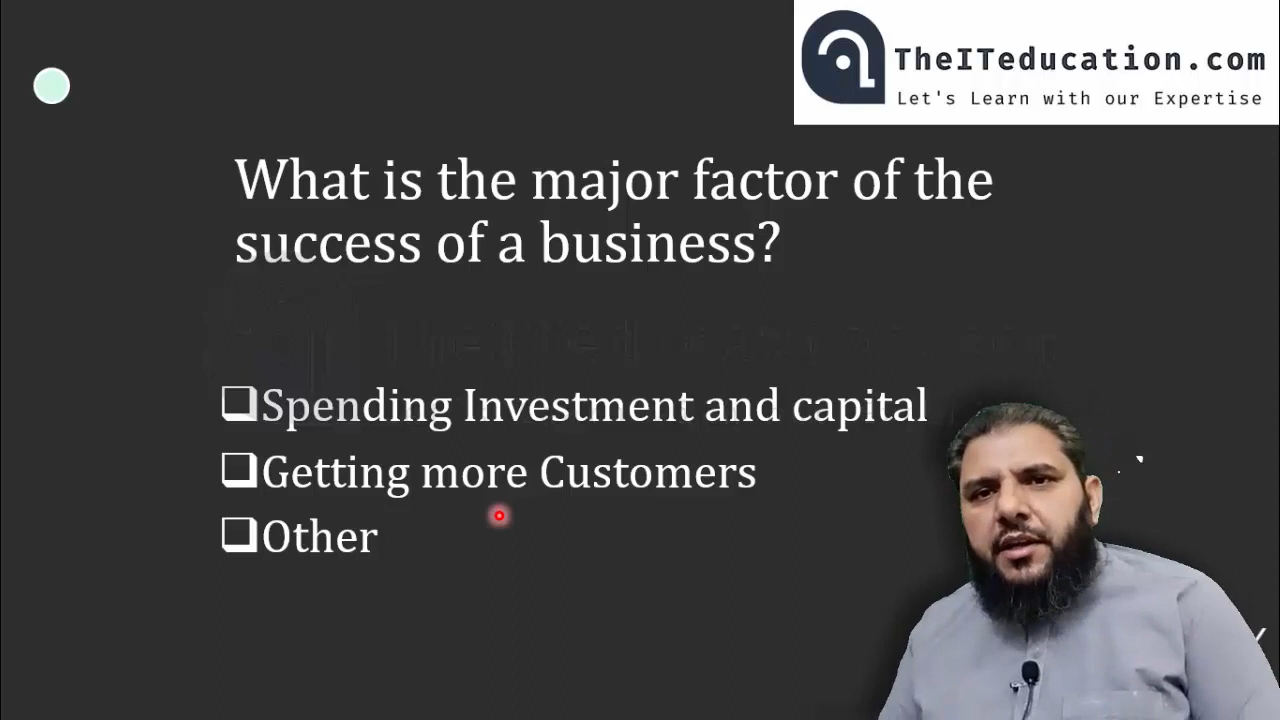 TheITeducation.com
Let's Learn with our Expertise
What is the major factor of the
success of a business?
Spending Investment and capital
Getting more Customers
Other